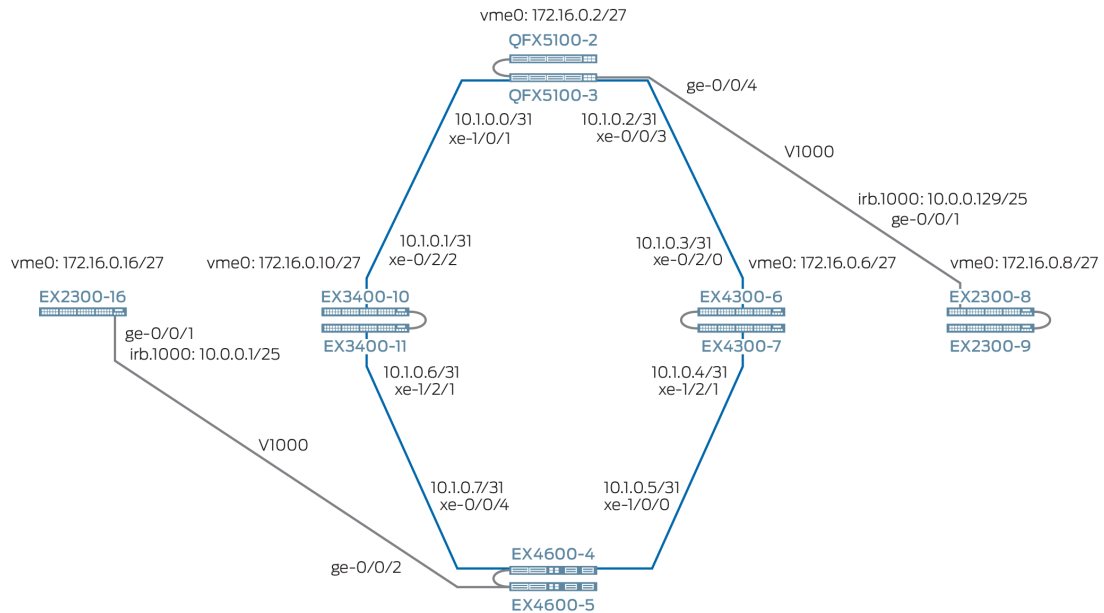 vme0: 172.16.0.2/27
QFX5100-2
QFX5100-3
ge-0/0/4
10.1.0.0/31
xe-1/0/1
10.1.0.2/31
xe-0/0/3
V1000
irb.1000: 10.0.0.129/25
ge-0/0/1
10.1.0.1/31
xe-0/2/2
10.1.0.3/31
xe-0/2/0
vme0: 172.16.0.16/27
vme0: 172.16.0.10/27
vme0: 172.16.0.6/27
vme0: 172.16.0.8/27
EX2300-16
EX3400-10
EX4300-6
EX2300-8
ge-0/0/1
irb.1000: 10.0.0.1/25
EX3400-11
EX4300-7
EX2300-9
10.1.0.6/31
xe-1/2/1
10.1.0.4/31
xe-1/2/1
V1000
10.1.0.7/31
xe-0/0/4
10.1.0.5/31
xe-1/0/0
ge-0/0/2
EX4600-4
EX4600-5